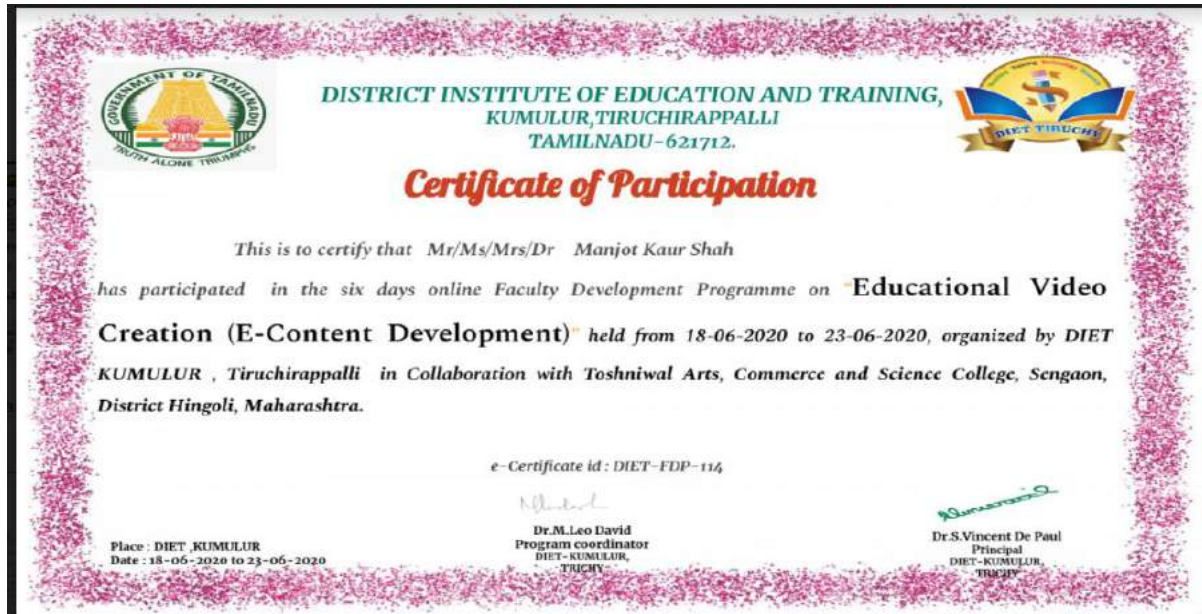 GOVERNMENT OF TAMILNADU
TRUTH ALONE TRIUMPHS
DISTRICT INSTITUTE OF EDUCATION AND TRAINING,
KUMULUR,TIRUCHIRAPPALLI
TAMILNADU-621712.
DIET TIRUCHY
Certificate of Participation
This is to certify that Mr/Ms/Mrs/Dr Manjot Kaur Shah
has participated in the six days online Faculty Development Programme on "Educational Video
Creation (E-Content Development)" held from 18-06-2020 to 23-06-2020, organized by DIET
KUMULUR , Tiruchirappalli in Collaboration with Toshniwal Arts, Commerce and Science College, Sengaon,
District Hingoli, Maharashtra.
e-Certificate id : DIET-FDP-114
Dr.M.Leo David
Program coordinator
DIET-KUMULUR,
TRICHY
Dr.S.Vincent De Paul
Principal
DIET-KUMULUR,
TRICHY
Place : DIET ,KUMULUR
Date : 18-06-2020 to 23-06-2020